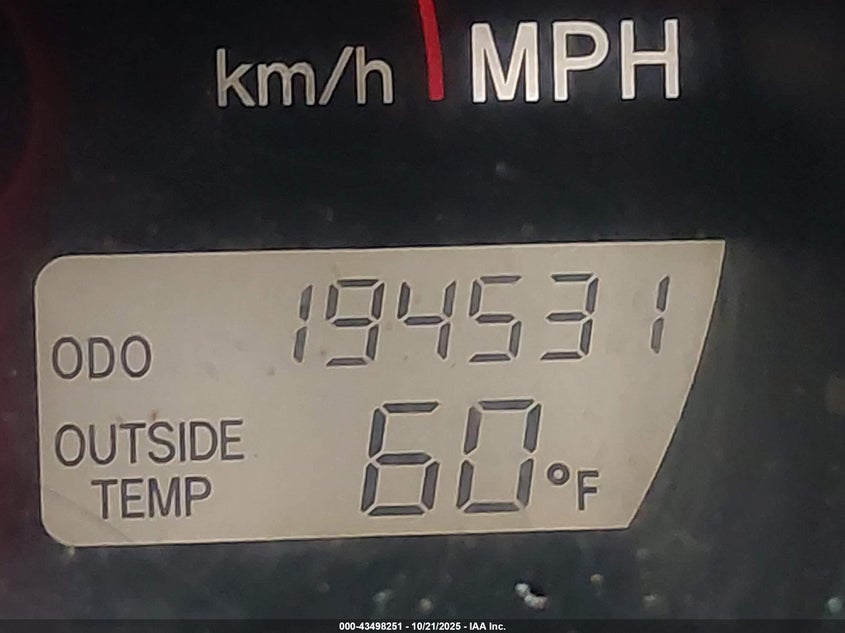 km/h MPH
ODO 194531
OUTSIDE
TEMP 60°F
000-43498251 - 10/21/2025 - IAA Inc.